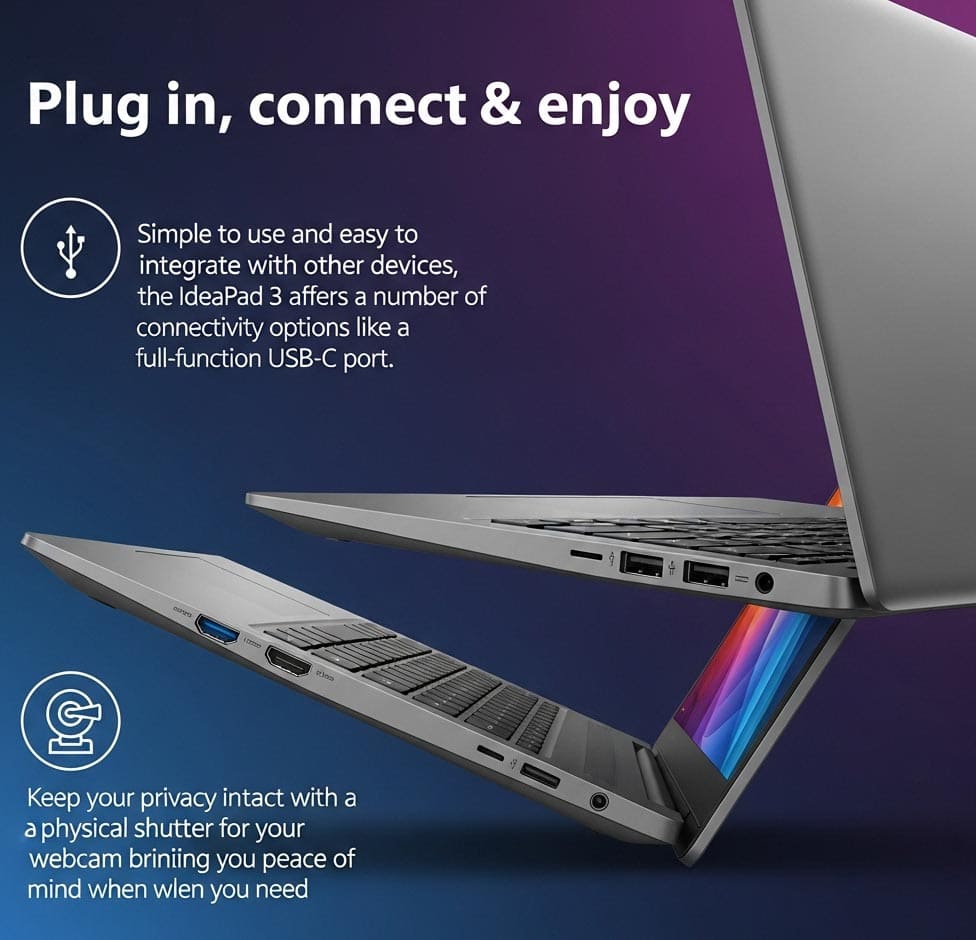 Plug in, connect & enjoy
Simple to use and easy to
integrate with other devices,
the IdeaPad 3 affers a number of
connectivity options like a
full-function USB-C port.
Keep your privacy intact with a
a physical shutter for your
webcam briniing you peace of
mind when wlen you need